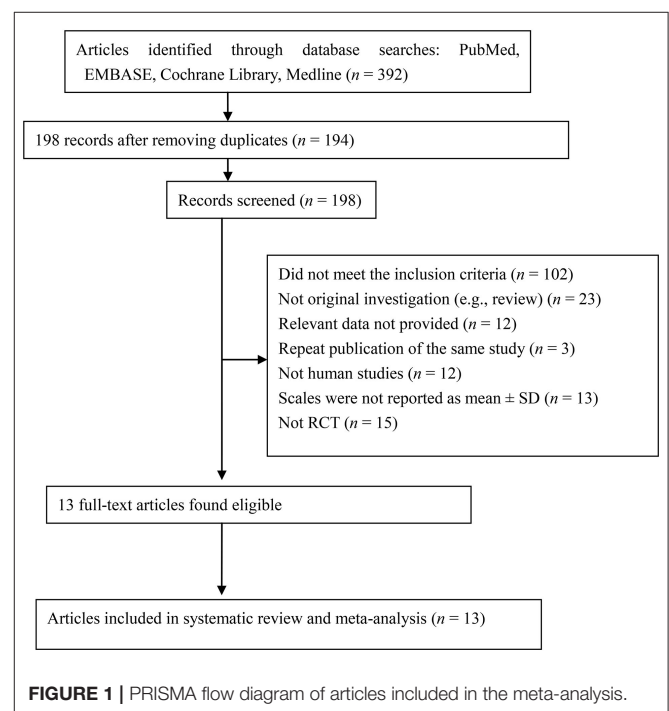 Articles identified through database searches: PubMed,
EMBASE, Cochrane Library, Medline (n = 392)
198 records after removing duplicates (n = 194)
Records screened (n = 198)
Did not meet the inclusion criteria (n = 102)
Not original investigation (e.g., review) (n = 23)
Relevant data not provided (n = 12)
Repeat publication of the same study (n = 3)
Not human studies (n = 12)
Scales were not reported as mean ± SD (n = 13)
Not RCT (n = 15)
13 full-text articles found eligible
Articles included in systematic review and meta-analysis (n = 13)
FIGURE 1 | PRISMA flow diagram of articles included in the meta-analysis.